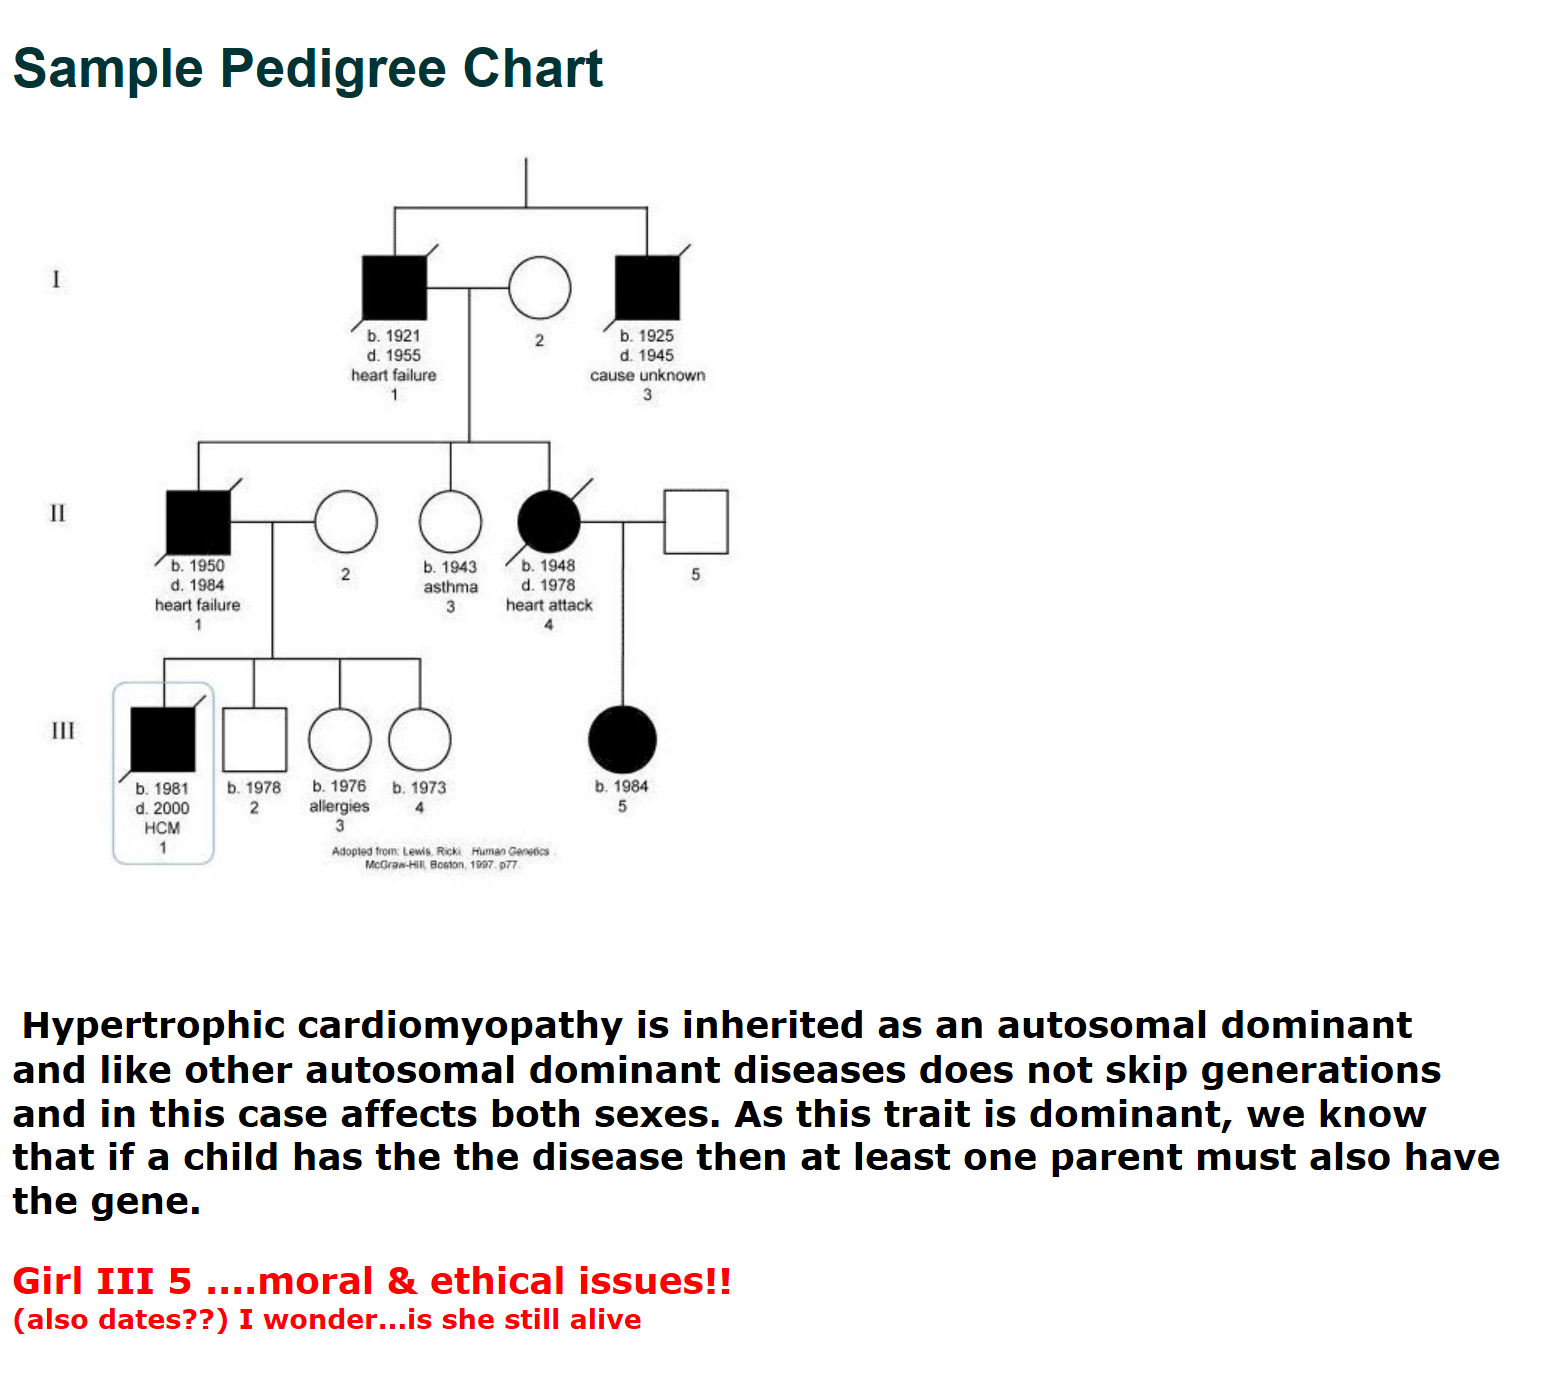 Sample Pedigree Chart
I
b. 1921
d. 1955
heart failure
1
2
b. 1925
d. 1945
cause unknown
3
II
b. 1950
d. 1984
heart failure
1
2
b. 1943
asthma
3
b. 1948
d. 1978
heart attack
4
5
III
b. 1981
d. 2000
HCM
1
b. 1978
2
b. 1976
allergies
3
b. 1973
4
b. 1984
5
Adopted from: Lewis, Ricki. Human Genetics.
McGraw-Hill, Boston, 1997. p77.
Hypertrophic cardiomyopathy is inherited as an autosomal dominant
and like other autosomal dominant diseases does not skip generations
and in this case affects both sexes. As this trait is dominant, we know
that if a child has the the disease then at least one parent must also have
the gene.
Girl III 5 ....moral & ethical issues!!
(also dates??) I wonder...is she still alive